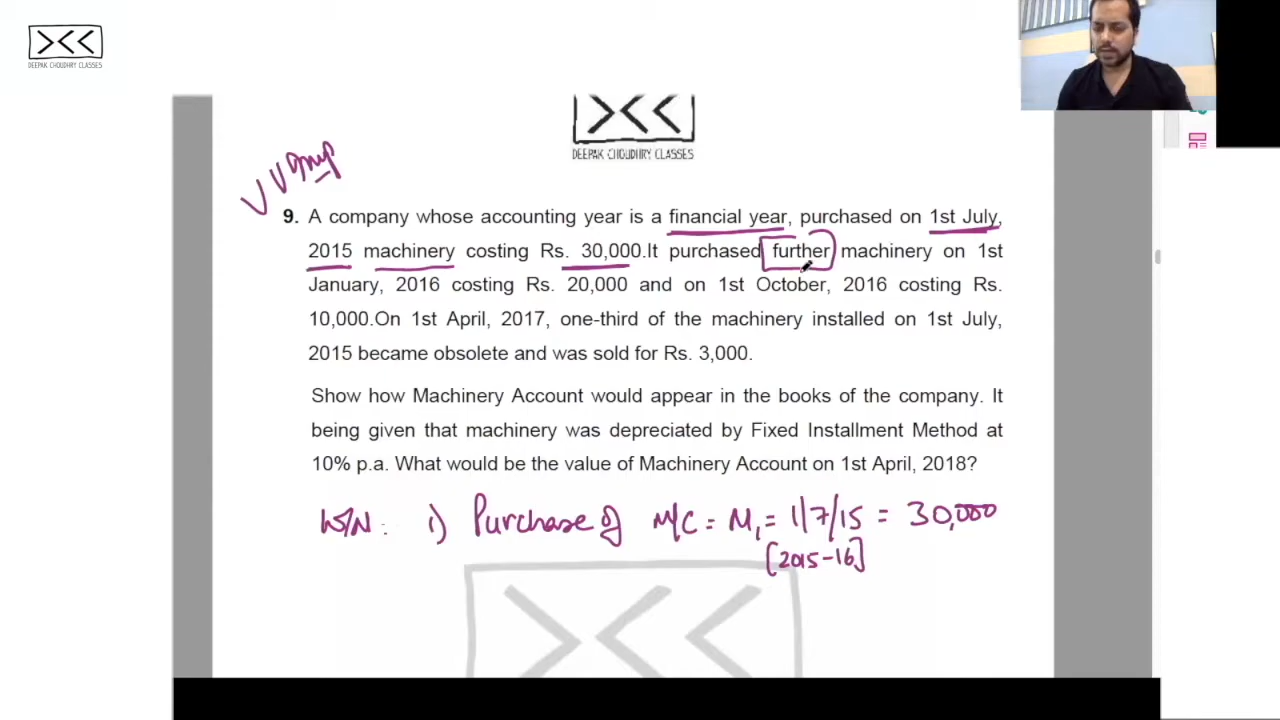 DEEPAK CHOUDHRY CLASSES
DEEPAK CHOUDHRY CLASSES
VV Imp
9. A company whose accounting year is a financial year, purchased on 1st July,
2015 machinery costing Rs. 30,000.It purchased further machinery on 1st
January, 2016 costing Rs. 20,000 and on 1st October, 2016 costing Rs.
10,000.On 1st April, 2017, one-third of the machinery installed on 1st July,
2015 became obsolete and was sold for Rs. 3,000.
Show how Machinery Account would appear in the books of the company. It
being given that machinery was depreciated by Fixed Installment Method at
10% p.a. What would be the value of Machinery Account on 1st April, 2018?
W/N: 1) Purchase of M/C = M1 = 1/7/15 = 30,000
[2015-16]